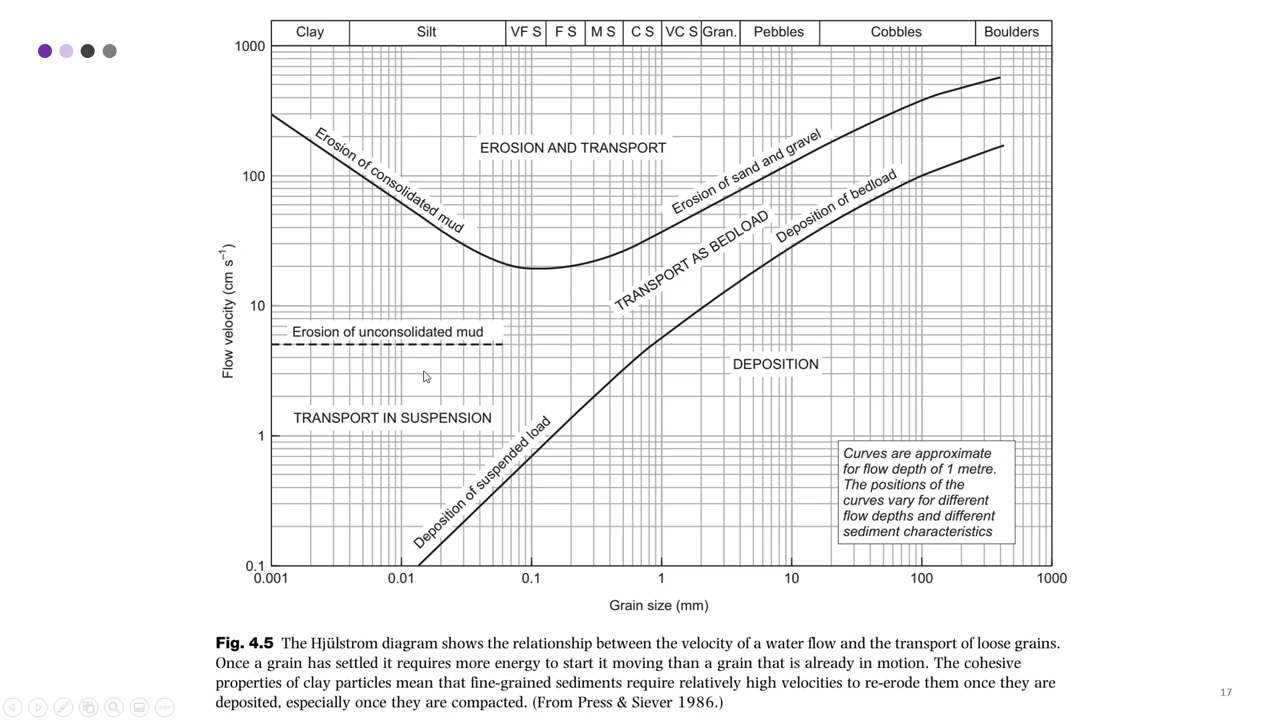 Clay Silt VF S F S M S C S VC S Gran. Pebbles Cobbles Boulders
1000
100
10
1
0.1
Flow velocity (cm s⁻¹)
Erosion of consolidated mud
EROSION AND TRANSPORT
Erosion of sand and gravel
Deposition of bedload
TRANSPORT AS BEDLOAD
Erosion of unconsolidated mud
DEPOSITION
TRANSPORT IN SUSPENSION
Deposition of suspended load
Curves are approximate
for flow depth of 1 metre.
The positions of the
curves vary for different
flow depths and different
sediment characteristics
0.001 0.01 0.1 1 10 100 1000
Grain size (mm)
Fig. 4.5 The Hjülstrom diagram shows the relationship between the velocity of a water flow and the transport of loose grains.
Once a grain has settled it requires more energy to start it moving than a grain that is already in motion. The cohesive
properties of clay particles mean that fine-grained sediments require relatively high velocities to re-erode them once they are
deposited, especially once they are compacted. (From Press & Siever 1986.)
17